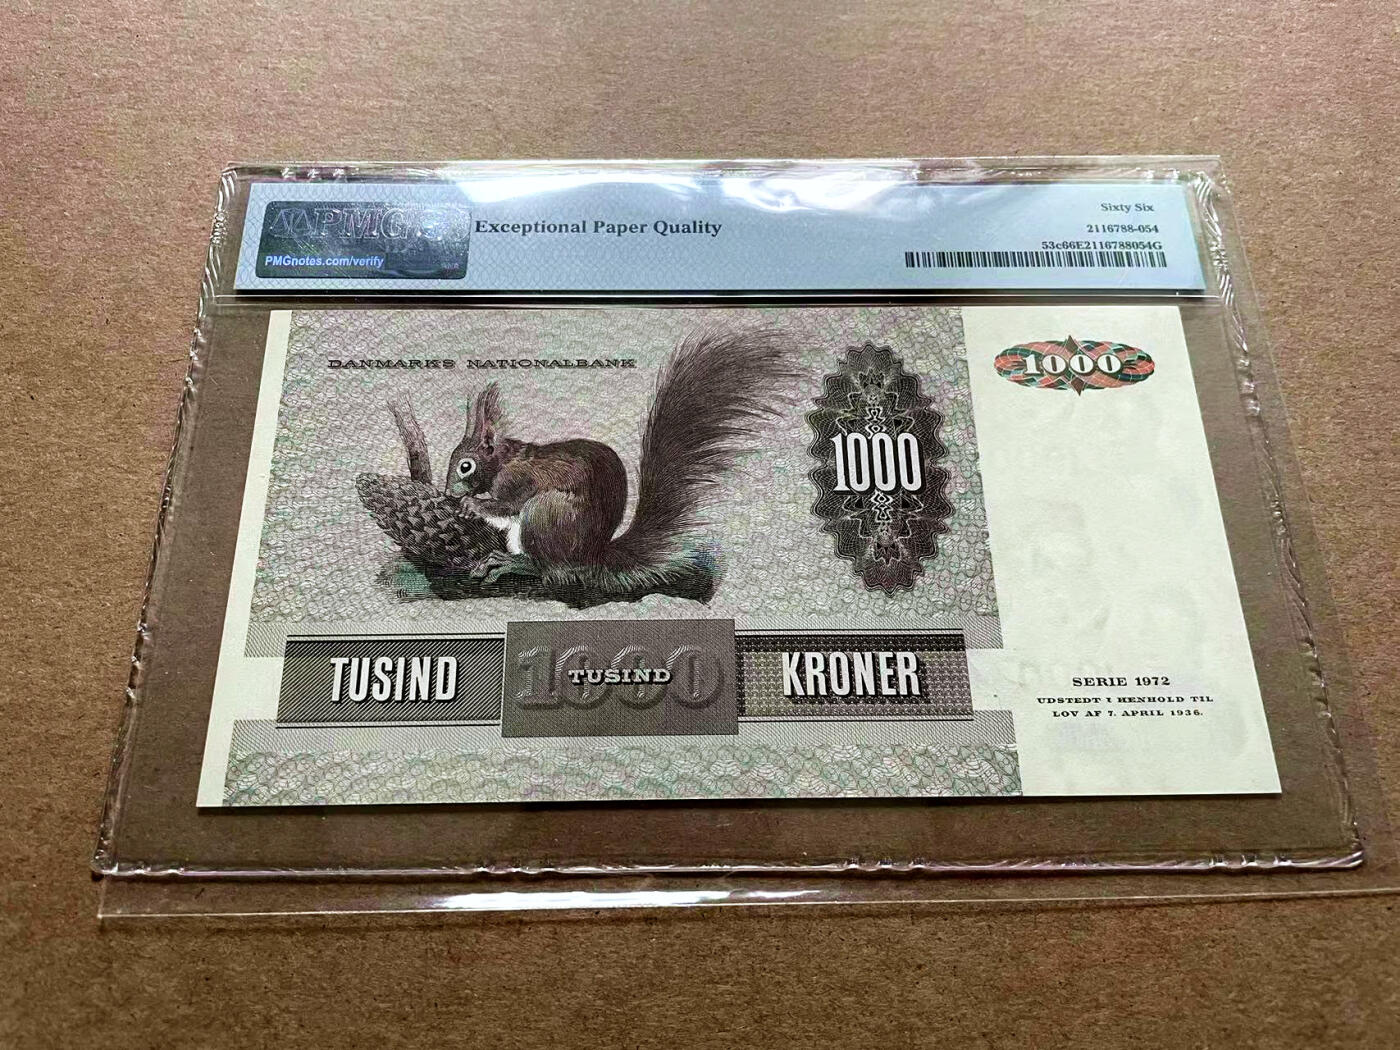 PMG
PMGnotes.com/verify
Exceptional Paper Quality
Sixty Six
2116788-054
53c66E2116788054G
DANMARKS NATIONALBANK
1000
1000
TUSIND
1000
TUSIND
KRONER
SERIE 1972
UDSTEDT I HENHOLD TIL
LOV AF 7. APRIL 1936.